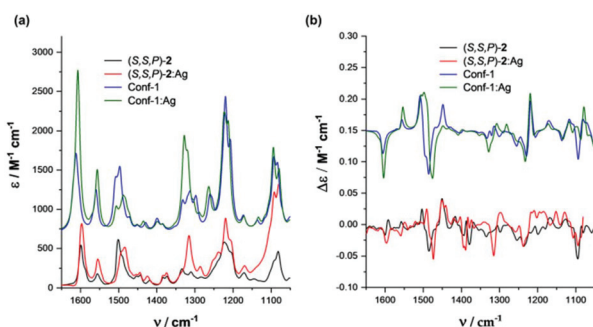 (a)
(S,S,P)-2
(S,S,P)-2:Ag
Conf-1
Conf-1:Ag
3000
2500
2000
1500
1000
500
0
ε / M⁻¹ cm⁻¹
1600 1500 1400 1300 1200 1100
ν / cm⁻¹
(b)
(S,S,P)-2
(S,S,P)-2:Ag
Conf-1
Conf-1:Ag
0.30
0.25
0.20
0.15
0.10
0.05
0.00
-0.05
-0.10
Δε / M⁻¹ cm⁻¹
1600 1500 1400 1300 1200 1100
ν / cm⁻¹